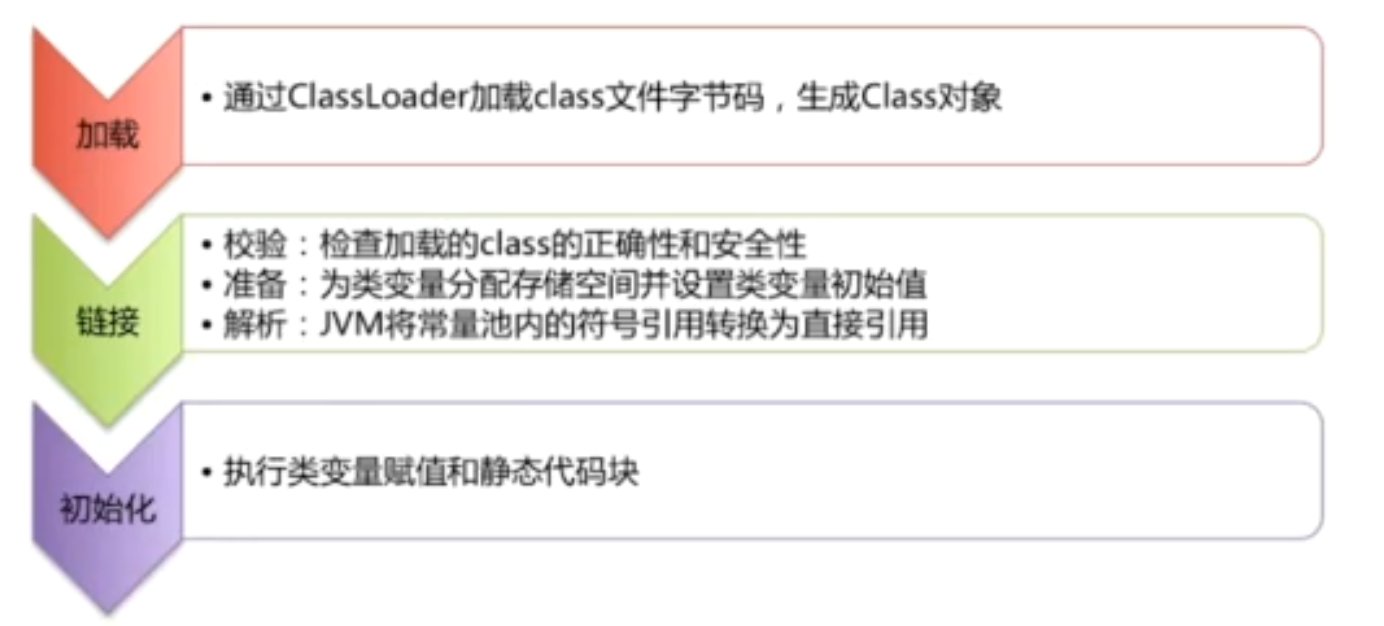 加载
• 通过ClassLoader加载class文件字节码，生成Class对象
链接
• 校验：检查加载的class的正确性和安全性
• 准备：为类变量分配存储空间并设置类变量初始值
• 解析：JVM将常量池内的符号引用转换为直接引用
初始化
• 执行类变量赋值和静态代码块